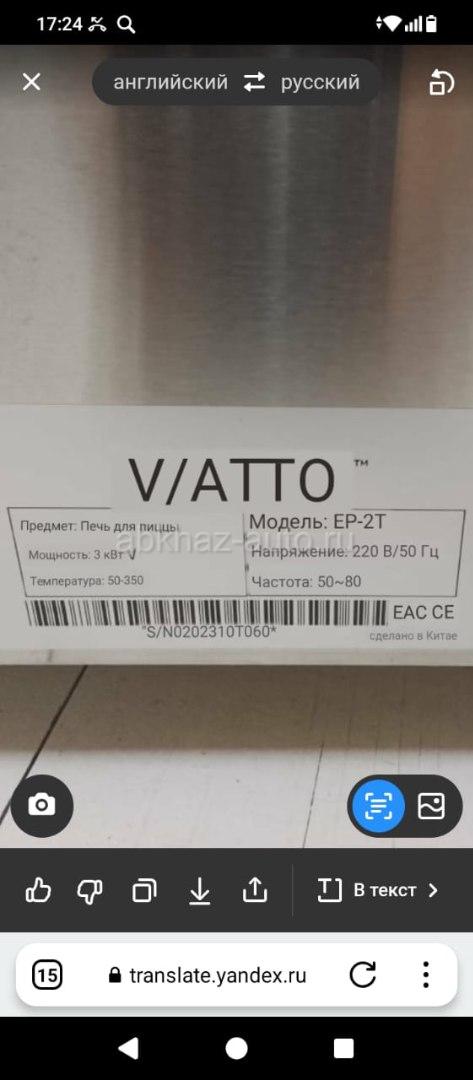 17:24
английский русский
V/ATTO ™
Предмет: Печь для пиццы
Модель: EP-2T
Мощность: 3 кВт V
Напряжение: 220 В/50 Гц
Температура: 50-350
Частота: 50~80
abkhaz-auto.ru
EAC CE
"S/N0202310T060*
сделано в Китае
В текст
15
translate.yandex.ru